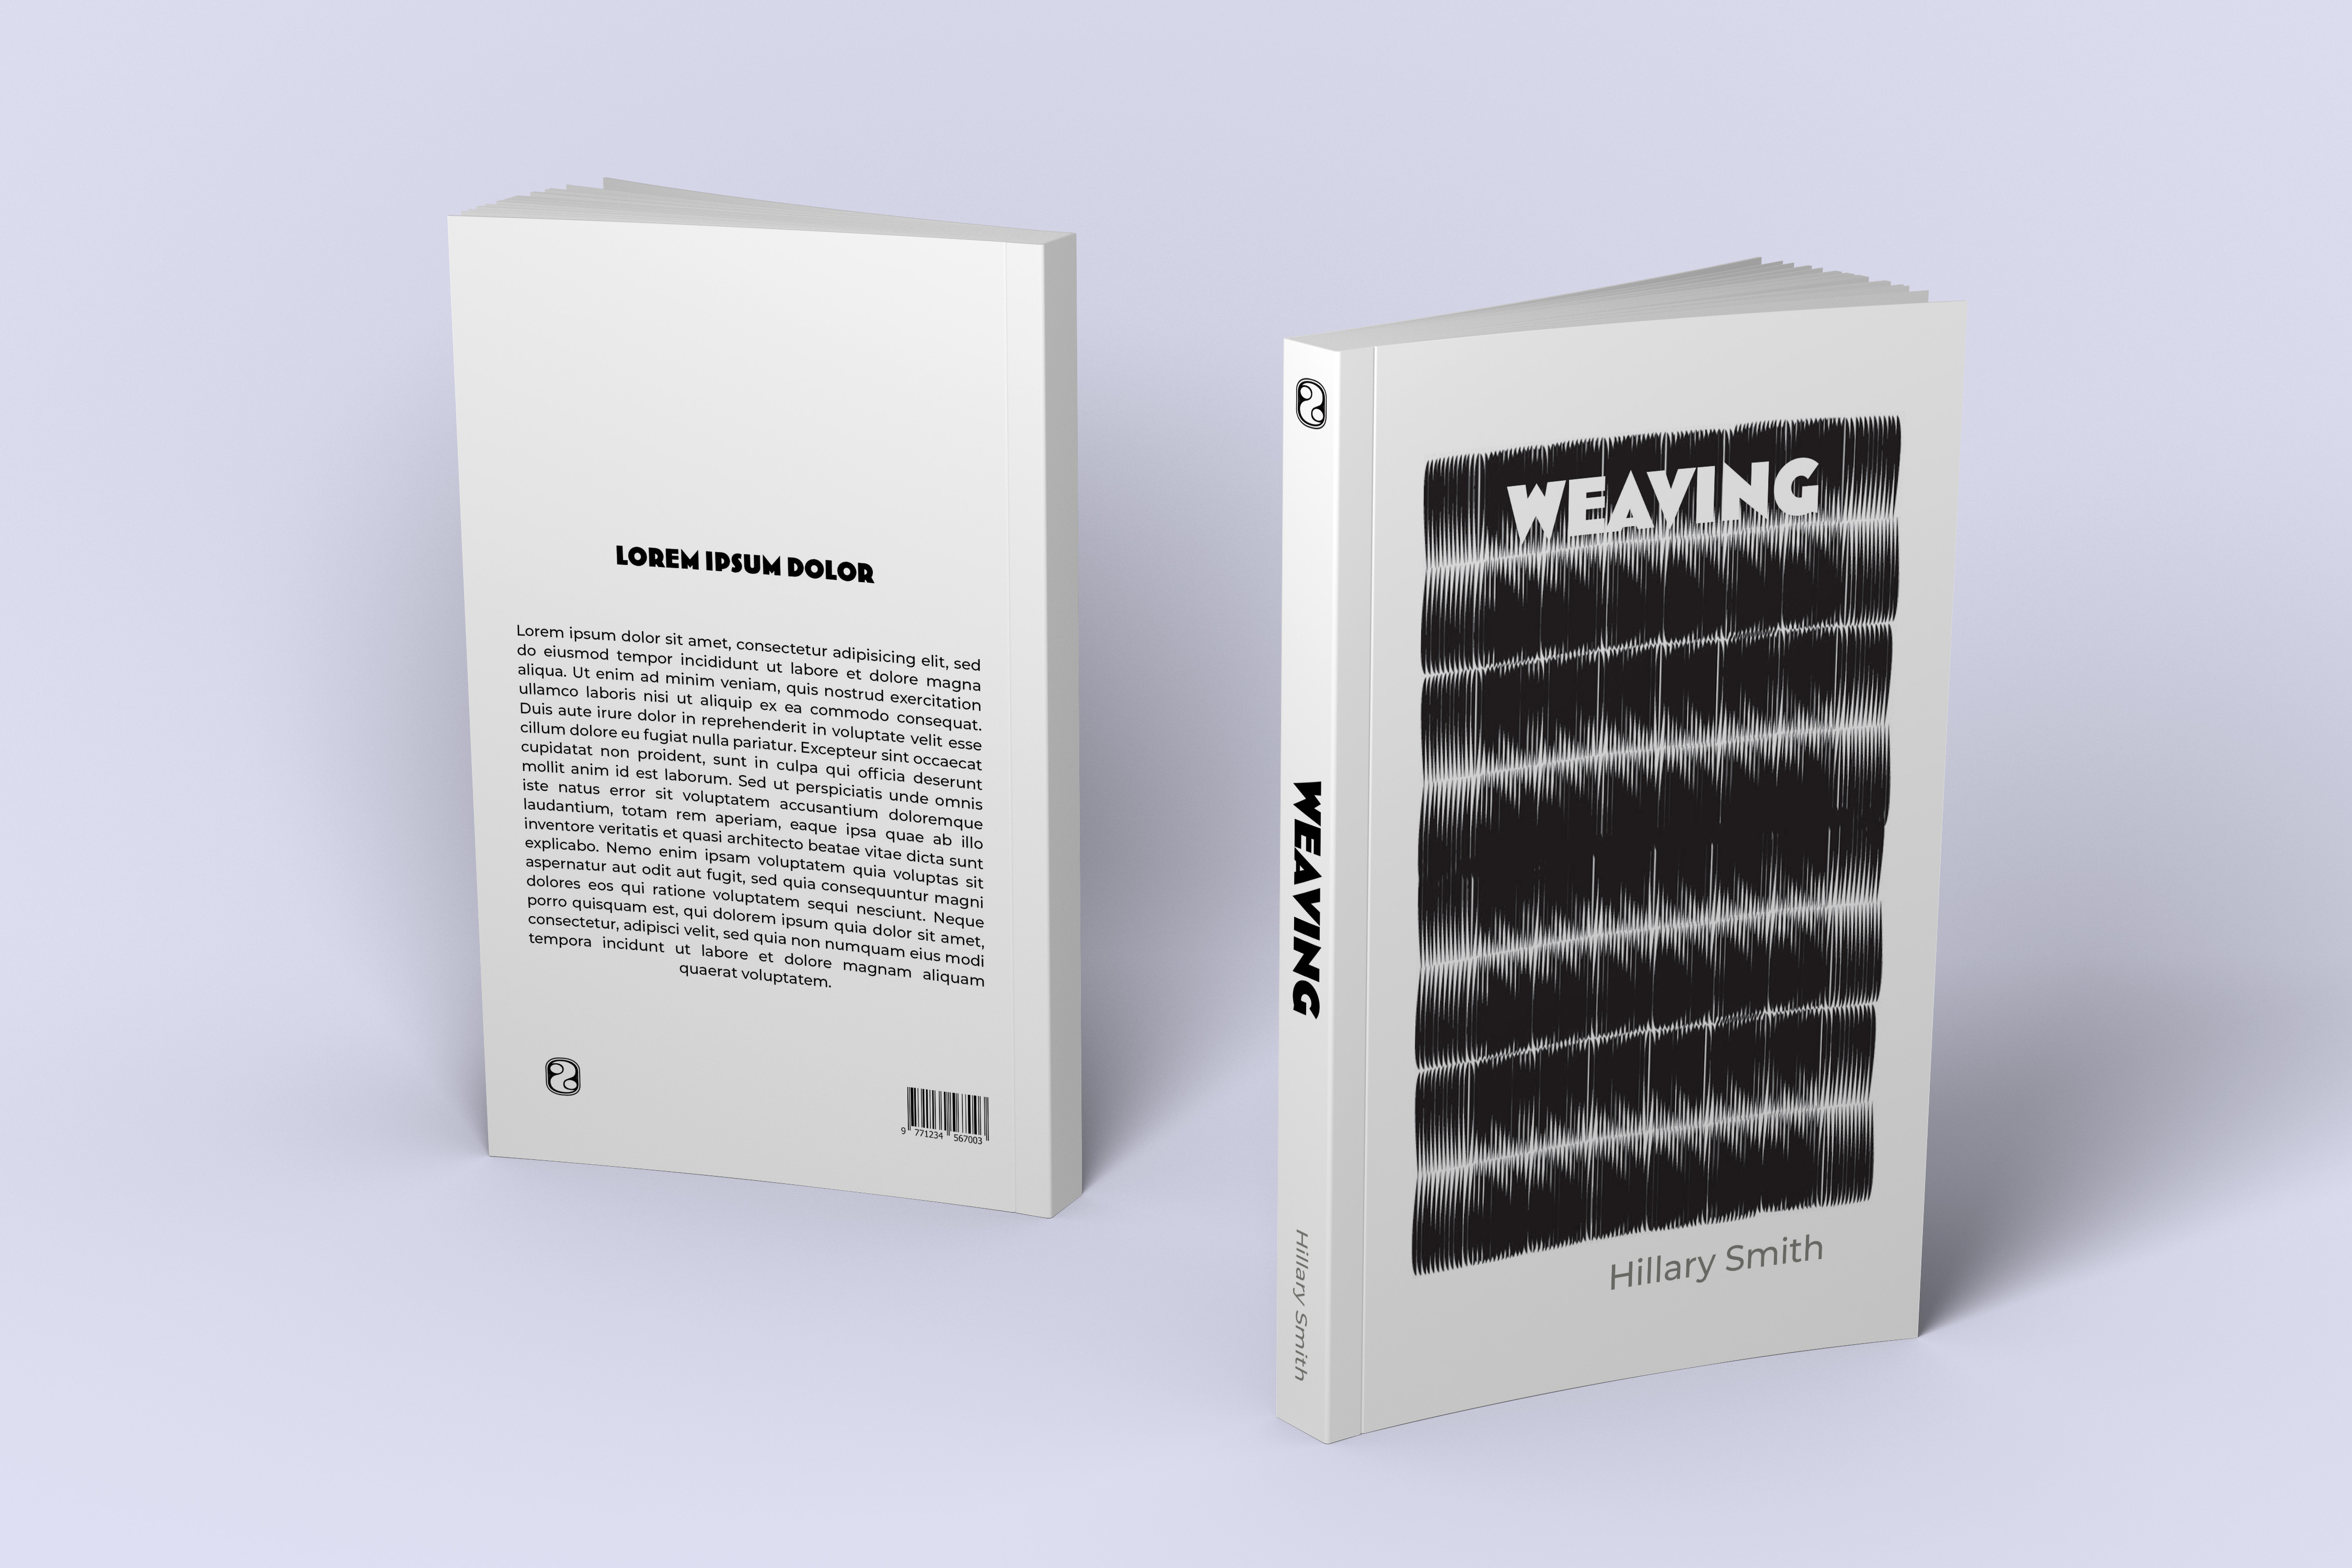 LOREM IPSUM DOLOR
Lorem ipsum dolor sit amet, consectetur adipisicing elit, sed
do eiusmod tempor incididunt ut labore et dolore magna
aliqua. Ut enim ad minim veniam, quis nostrud exercitation
ullamco laboris nisi ut aliquip ex ea commodo consequat.
Duis aute irure dolor in reprehenderit in voluptate velit esse
cillum dolore eu fugiat nulla pariatur. Excepteur sint occaecat
cupidatat non proident, sunt in culpa qui officia deserunt
mollit anim id est laborum. Sed ut perspiciatis unde omnis
iste natus error sit voluptatem accusantium doloremque
laudantium, totam rem aperiam, eaque ipsa quae ab illo
inventore veritatis et quasi architecto beatae vitae dicta sunt
explicabo. Nemo enim ipsam voluptatem quia voluptas sit
aspernatur aut odit aut fugit, sed quia consequuntur magni
dolores eos qui ratione voluptatem sequi nesciunt. Neque
porro quisquam est, qui dolorem ipsum quia dolor sit amet,
consectetur, adipisci velit, sed quia non numquam eius modi
tempora incidunt ut labore et dolore magnam aliquam
quaerat voluptatem.
9 771234 567003
WEAVING
Hillary Smith
WEAVING
Hillary Smith